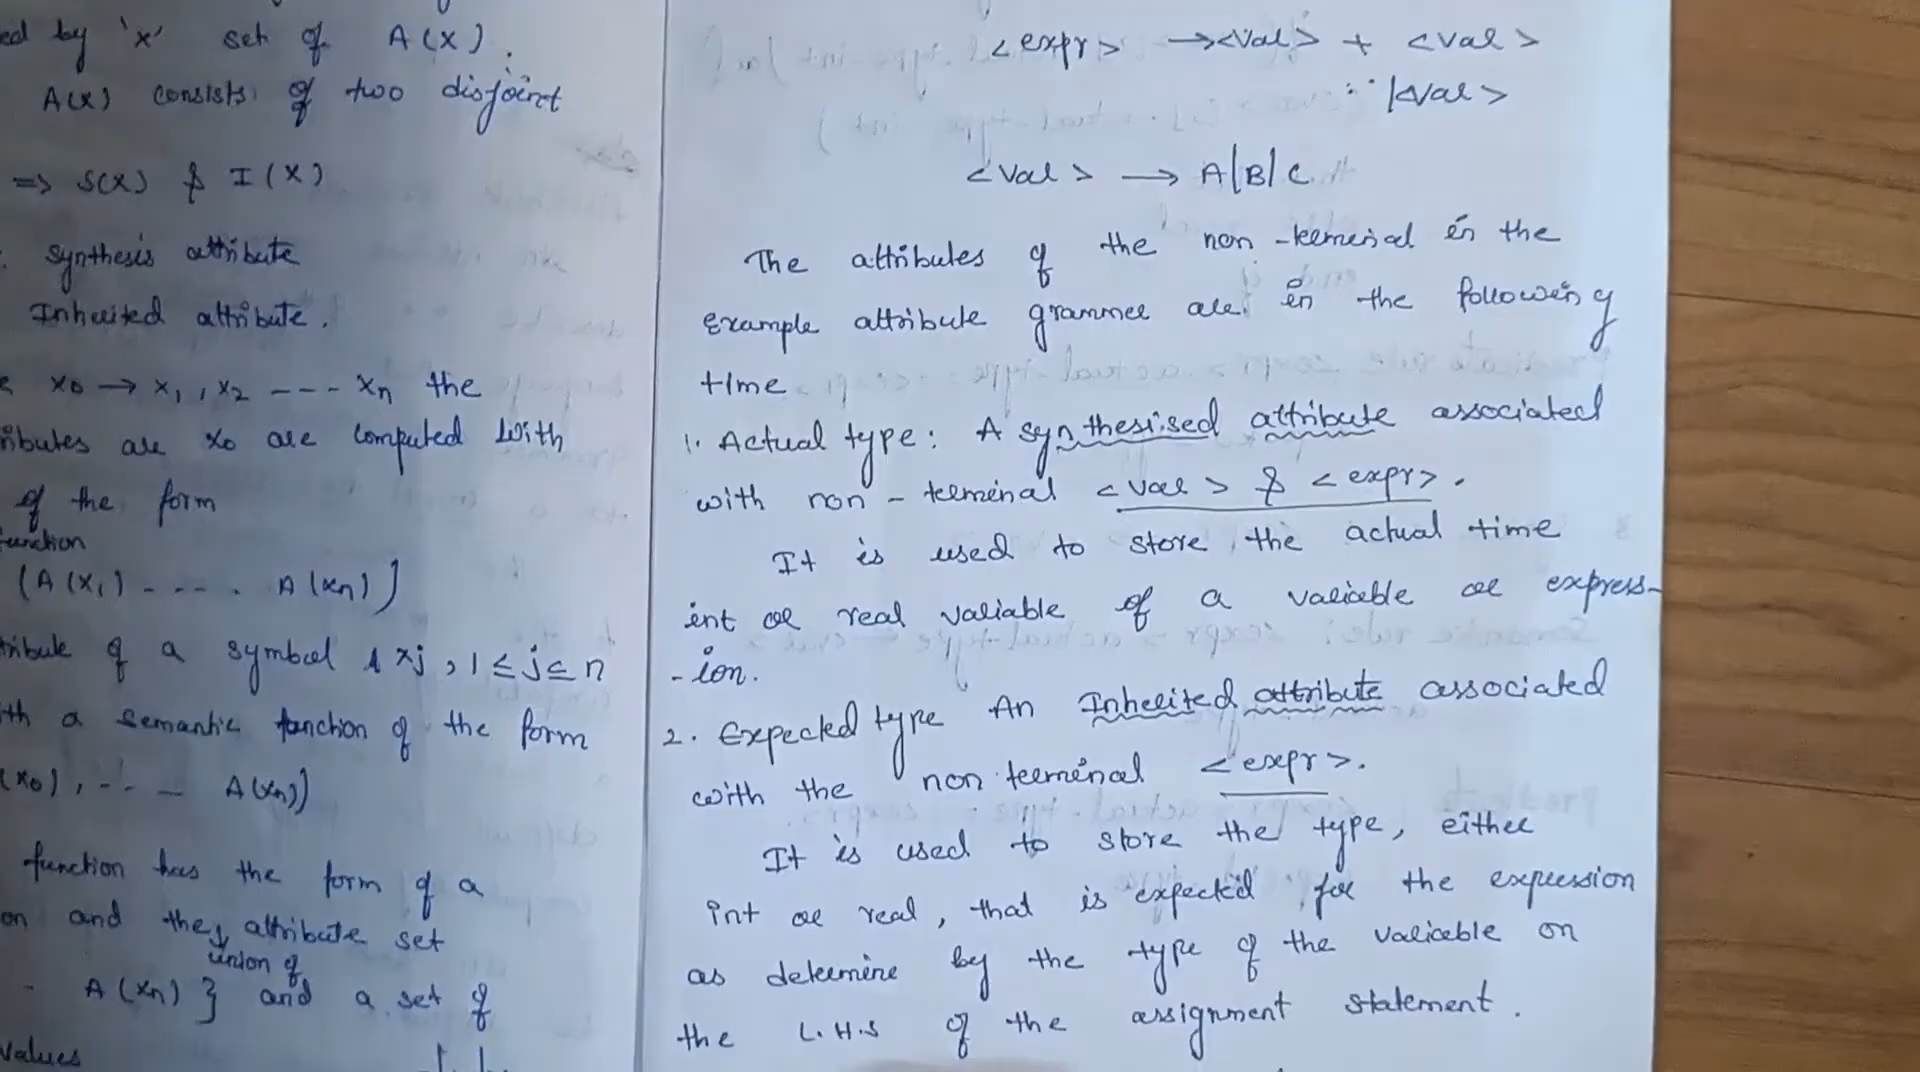 ed by 'x' set of A(X).
A(X) consists of two disjoint
=> S(X) & I(X)
synthesis attribute
Inherited attribute.
x0 → x1, x2 --- xn the
ributes are x0 are computed with
of the form
function
(A(x1) ---. A(xn)]
tribute of a symbol xj, 1 ≤ j ≤ n
ith a semantic function of the form
(x0), --- A(xn))
function has the form of a
on and they attribute set
union of
A(xn) } and a set of
values
<expr> → <Val> + <Val>
|<Val>
<Val> → A|B|C
The attributes of the non-terminal in the
Example attribute grammer are in the following
time
1. Actual type: A synthesised attribute associated
with non-terminal <Val> & <expr>.
It is used to store the actual time
int or real variable of a variable or express-
-ion.
2. Expected type An Inherited attribute associated
with the non terminal <expr>.
It is used to store the type, either
int or real, that is expected for the expression
as determine by the type of the variable on
the L.H.S of the assignment statement.